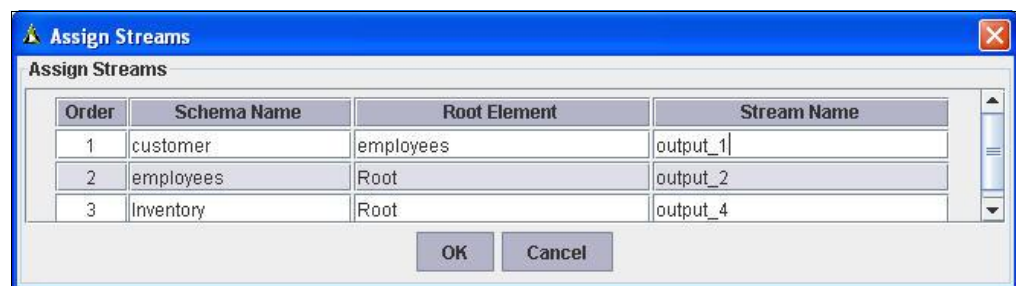 Assign Streams
Assign Streams
Order Schema Name Root Element Stream Name
1 customer employees output_1
2 employees Root output_2
3 Inventory Root output_4
OK Cancel